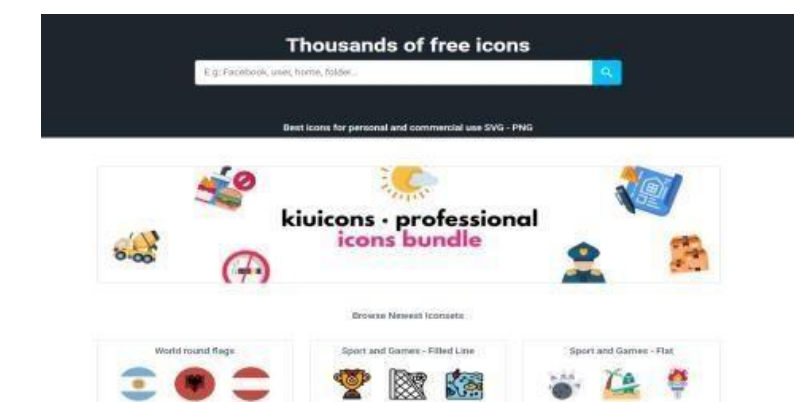 Thousands of free icons
E.g: Facebook, user, home, folder...
Best icons for personal and commercial use SVG - PNG
kiuicons · professional
icons bundle
Browse Newest Iconsets
World round flags
Sport and Games - Filled Line
Sport and Games - Flat